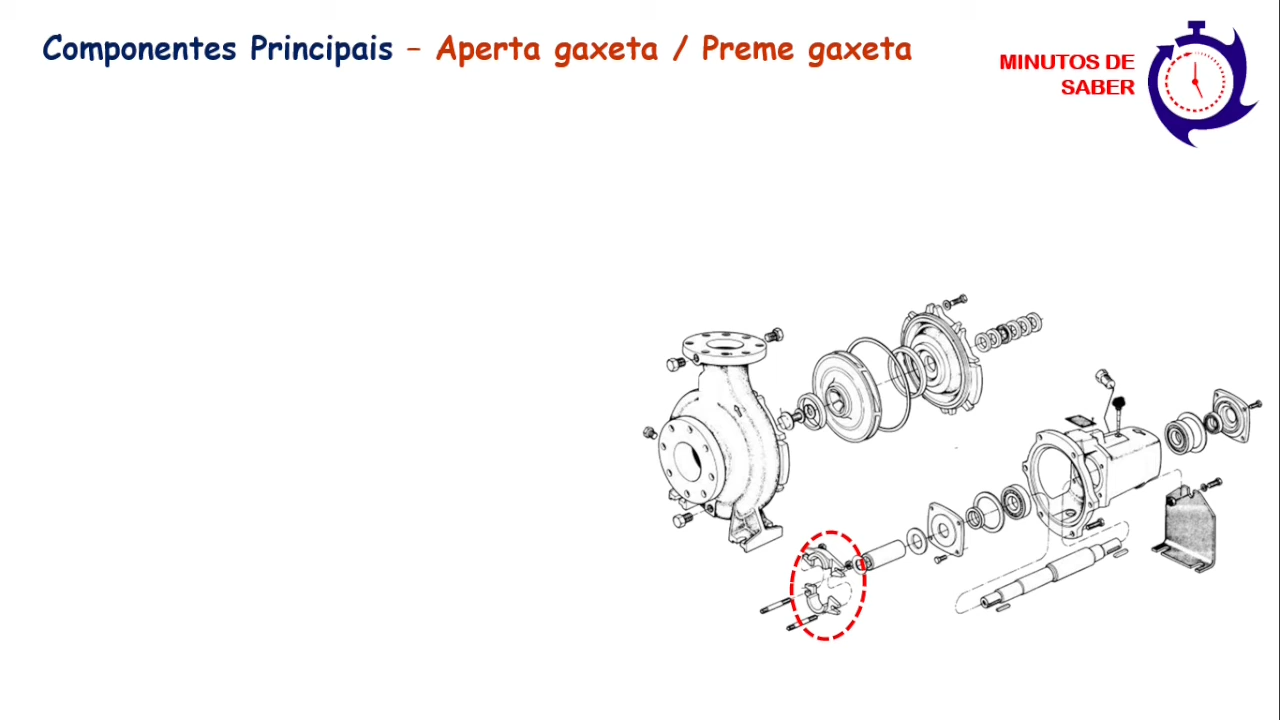 Componentes Principais – Aperta gaxeta / Preme gaxeta
MINUTOS DE
SABER